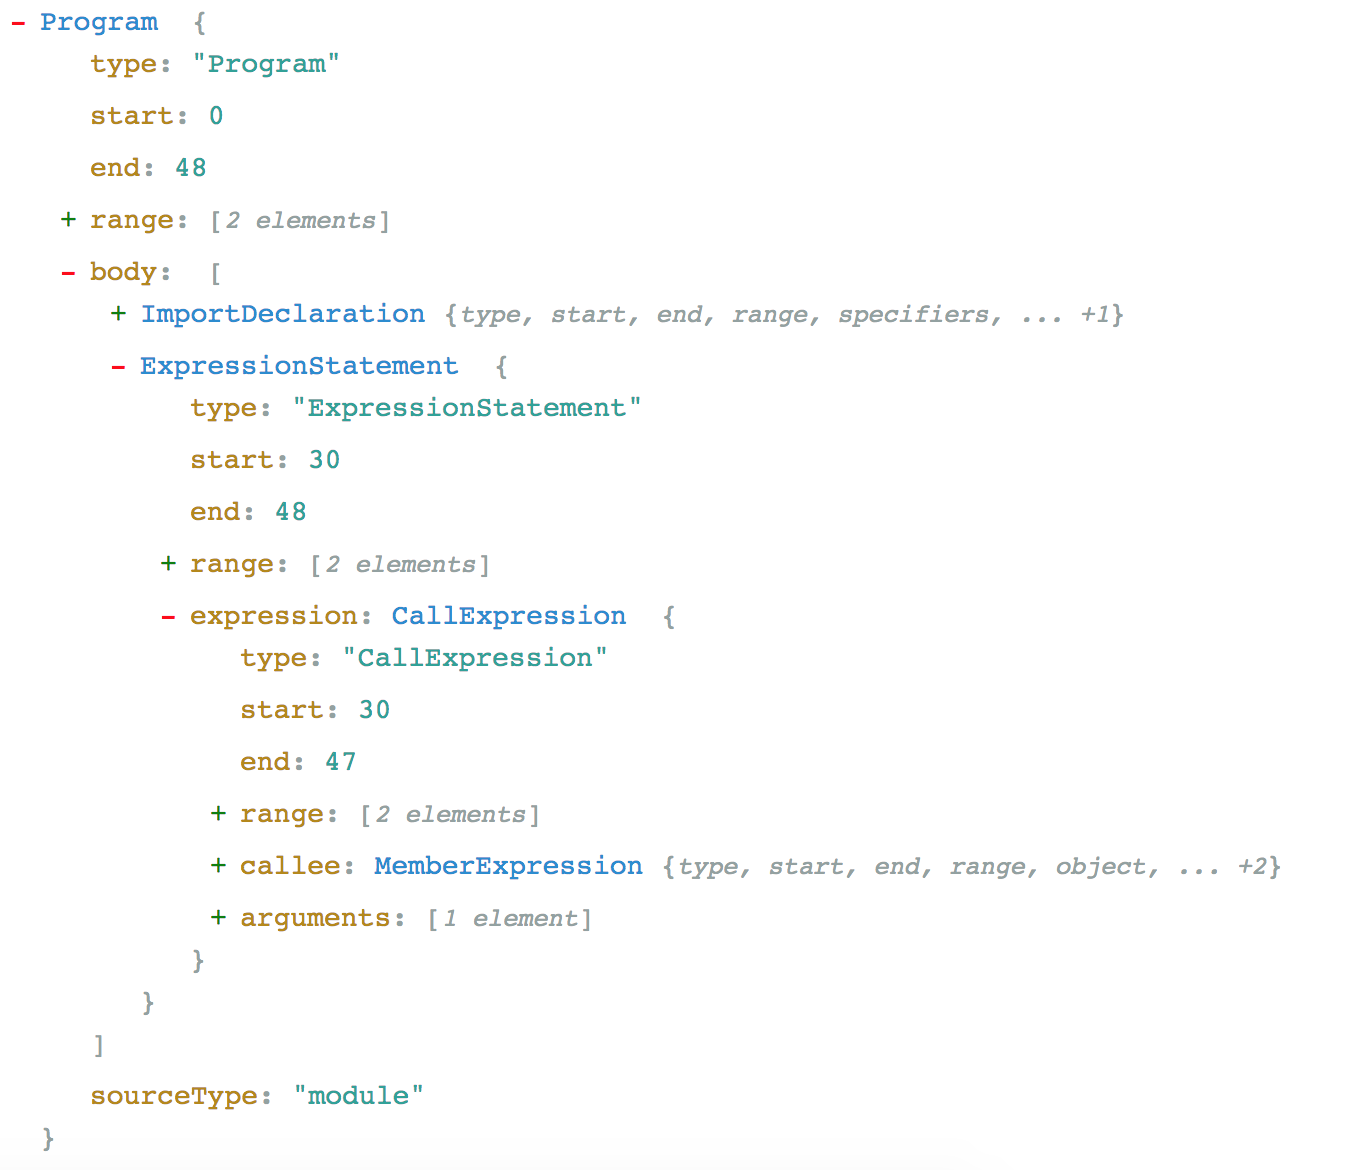 - Program {
type: "Program"
start: 0
end: 48
+ range: [2 elements]
- body: [
+ ImportDeclaration {type, start, end, range, specifiers, ... +1}
- ExpressionStatement {
type: "ExpressionStatement"
start: 30
end: 48
+ range: [2 elements]
- expression: CallExpression {
type: "CallExpression"
start: 30
end: 47
+ range: [2 elements]
+ callee: MemberExpression {type, start, end, range, object, ... +2}
+ arguments: [1 element]
}
}
]
sourceType: "module"
}